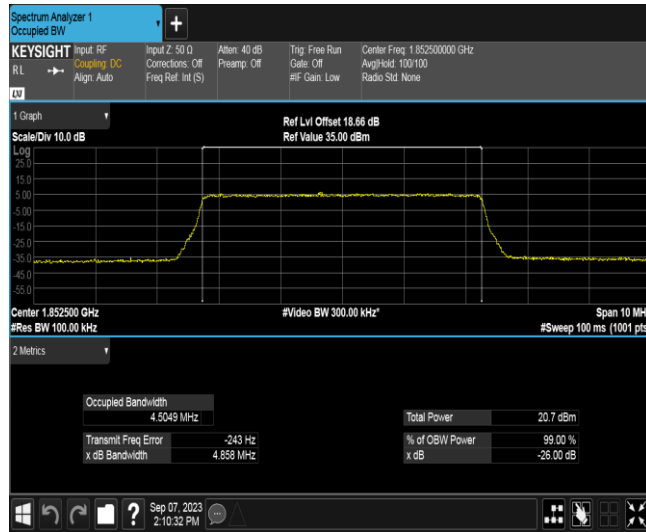 Spectrum Analyzer 1
Occupied BW
+
KEYSIGHT
RL
LXI
Input: RF
Coupling: DC
Align: Auto
Input Z: 50 Ω
Corrections: Off
Freq Ref: Int (S)
Atten: 40 dB
Preamp: Off
Trig: Free Run
Gate: Off
#IF Gain: Low
Center Freq: 1.852500000 GHz
Avg|Hold: 100/100
Radio Std: None
1 Graph
Scale/Div 10.0 dB
Ref Lvl Offset 18.66 dB
Ref Value 35.00 dBm
Log
25.0
15.0
5.00
-5.00
-15.0
-25.0
-35.0
-45.0
-55.0
Center 1.852500 GHz
#Res BW 100.00 kHz
#Video BW 300.00 kHz*
Span 10 MH
#Sweep 100 ms (1001 pts
2 Metrics
Occupied Bandwidth
4.5049 MHz
Transmit Freq Error -243 Hz
x dB Bandwidth 4.858 MHz
Total Power 20.7 dBm
% of OBW Power 99.00 %
x dB -26.00 dB
?
Sep 07, 2023
2:10:32 PM